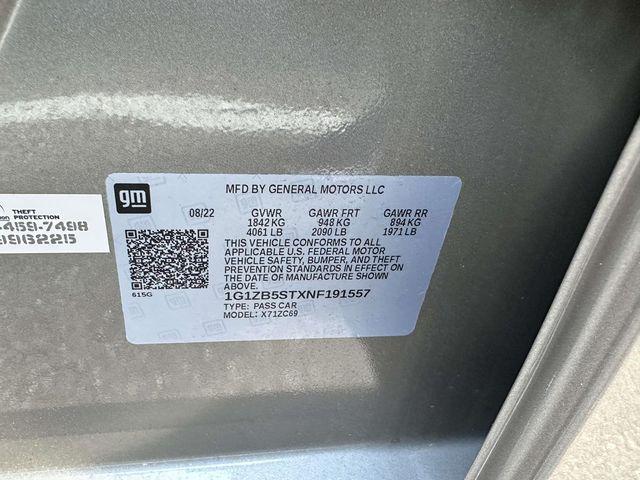 gm
MFD BY GENERAL MOTORS LLC
08/22 GVWR GAWR FRT GAWR RR
1842 KG 948 KG 894 KG
4061 LB 2090 LB 1971 LB
THIS VEHICLE CONFORMS TO ALL
APPLICABLE U.S. FEDERAL MOTOR
VEHICLE SAFETY, BUMPER, AND THEFT
PREVENTION STANDARDS IN EFFECT ON
THE DATE OF MANUFACTURE SHOWN
ABOVE.
615G
1G1ZB5STXNF191557
TYPE: PASS CAR
MODEL: X71ZC69
THEFT
PROTECTION
-459-7498
9962215